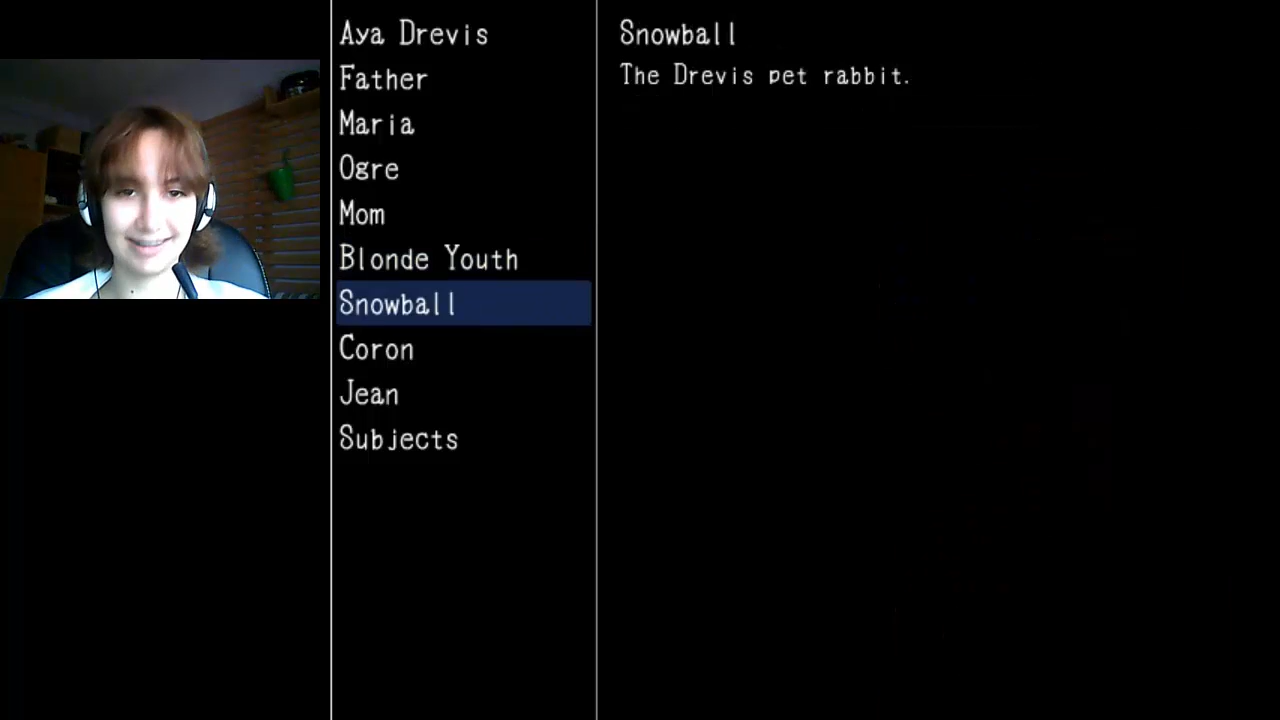 Aya Drevis
Father
Maria
Ogre
Mom
Blonde Youth
Snowball
Coron
Jean
Subjects
Snowball
The Drevis pet rabbit.